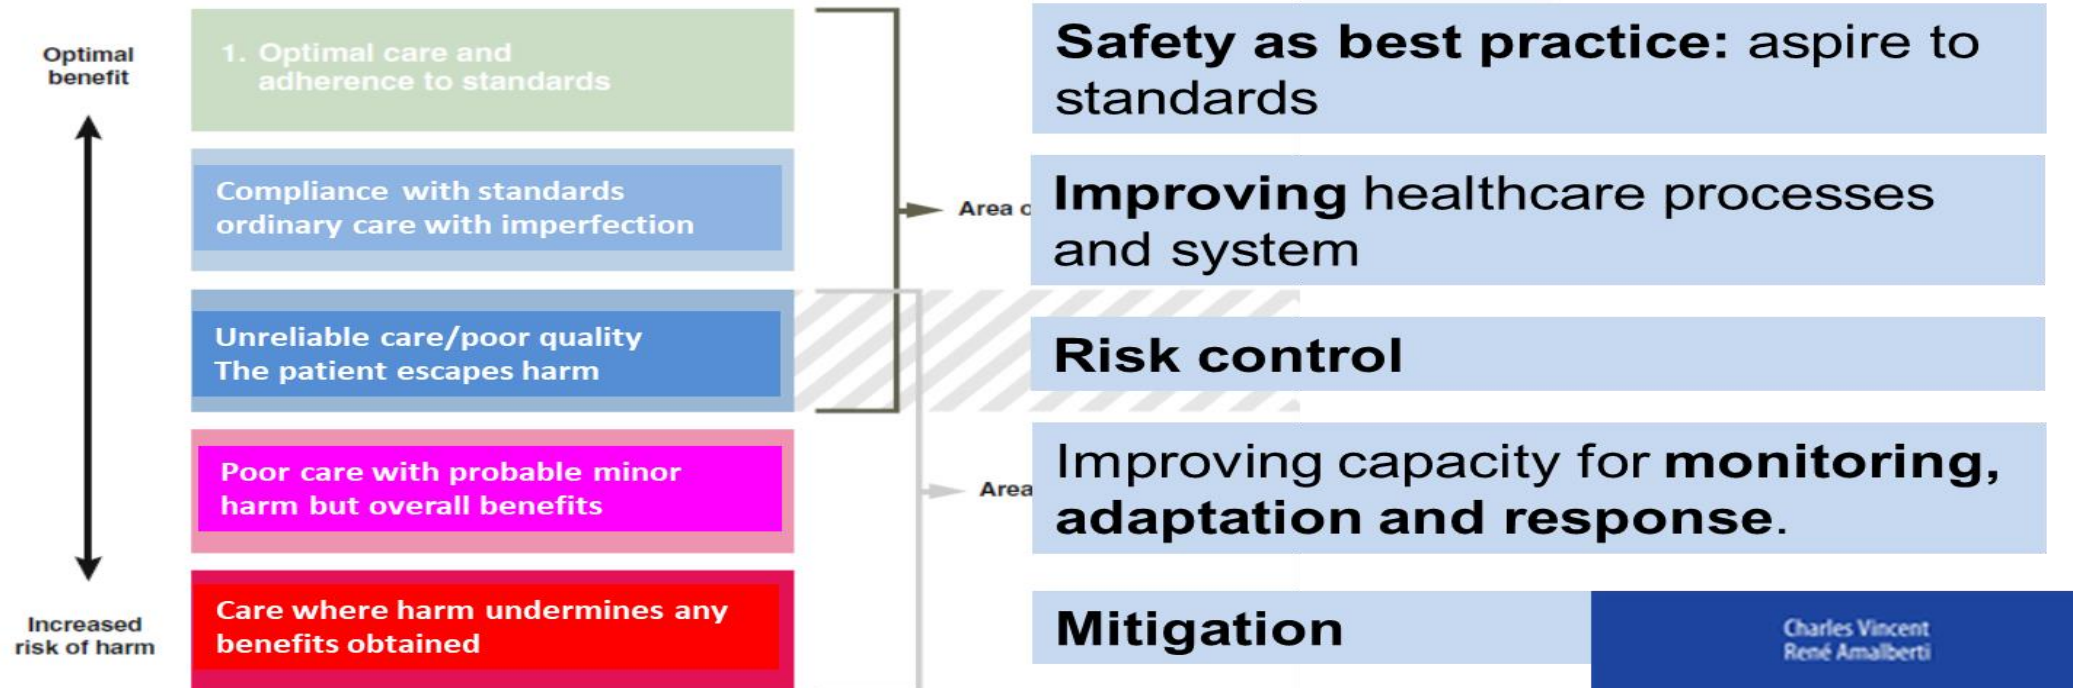 Optimal
benefit
1. Optimal care and
adherence to standards
Safety as best practice: aspire to
standards
Compliance with standards
ordinary care with imperfection
Area
Improving healthcare processes
and system
Unreliable care/poor quality
The patient escapes harm
Risk control
Poor care with probable minor
harm but overall benefits
Area
Improving capacity for monitoring,
adaptation and response.
Increased
risk of harm
Care where harm undermines any
benefits obtained
Mitigation
Charles Vincent
René Amalberti